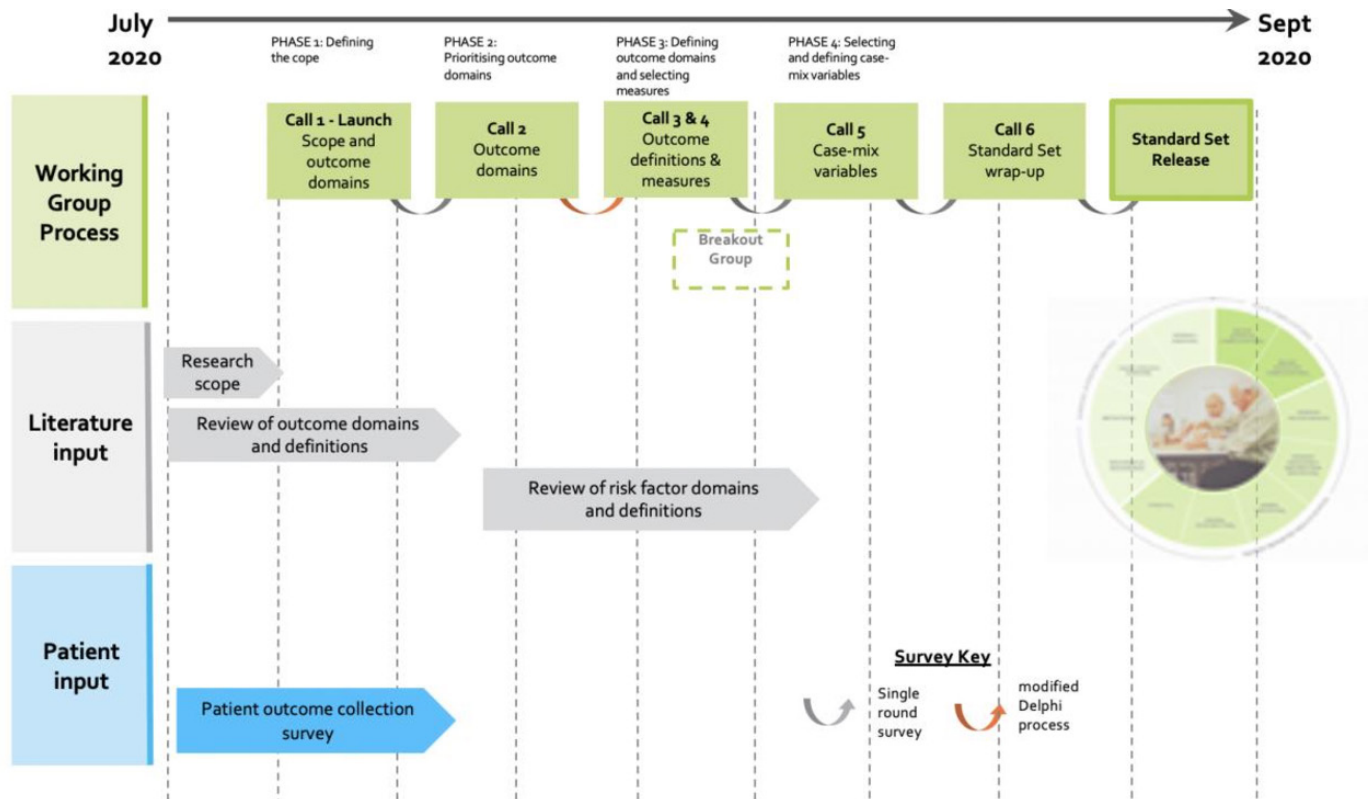 July
2020
Sept
2020
PHASE 1: Defining
the cope
PHASE 2:
Prioritising outcome
domains
PHASE 3: Defining
outcome domains
and selecting
measures
PHASE 4: Selecting
and defining case-
mix variables
Working
Group
Process
Call 1 - Launch
Scope and
outcome
domains
Call 2
Outcome
domains
Call 3 & 4
Outcome
definitions &
measures
Call 5
Case-mix
variables
Call 6
Standard Set
wrap-up
Standard Set
Release
Breakout
Group
Literature
input
Research
scope
Review of outcome domains
and definitions
Review of risk factor domains
and definitions
Patient
input
Patient outcome collection
survey
Survey Key
Single
round
survey
modified
Delphi
process